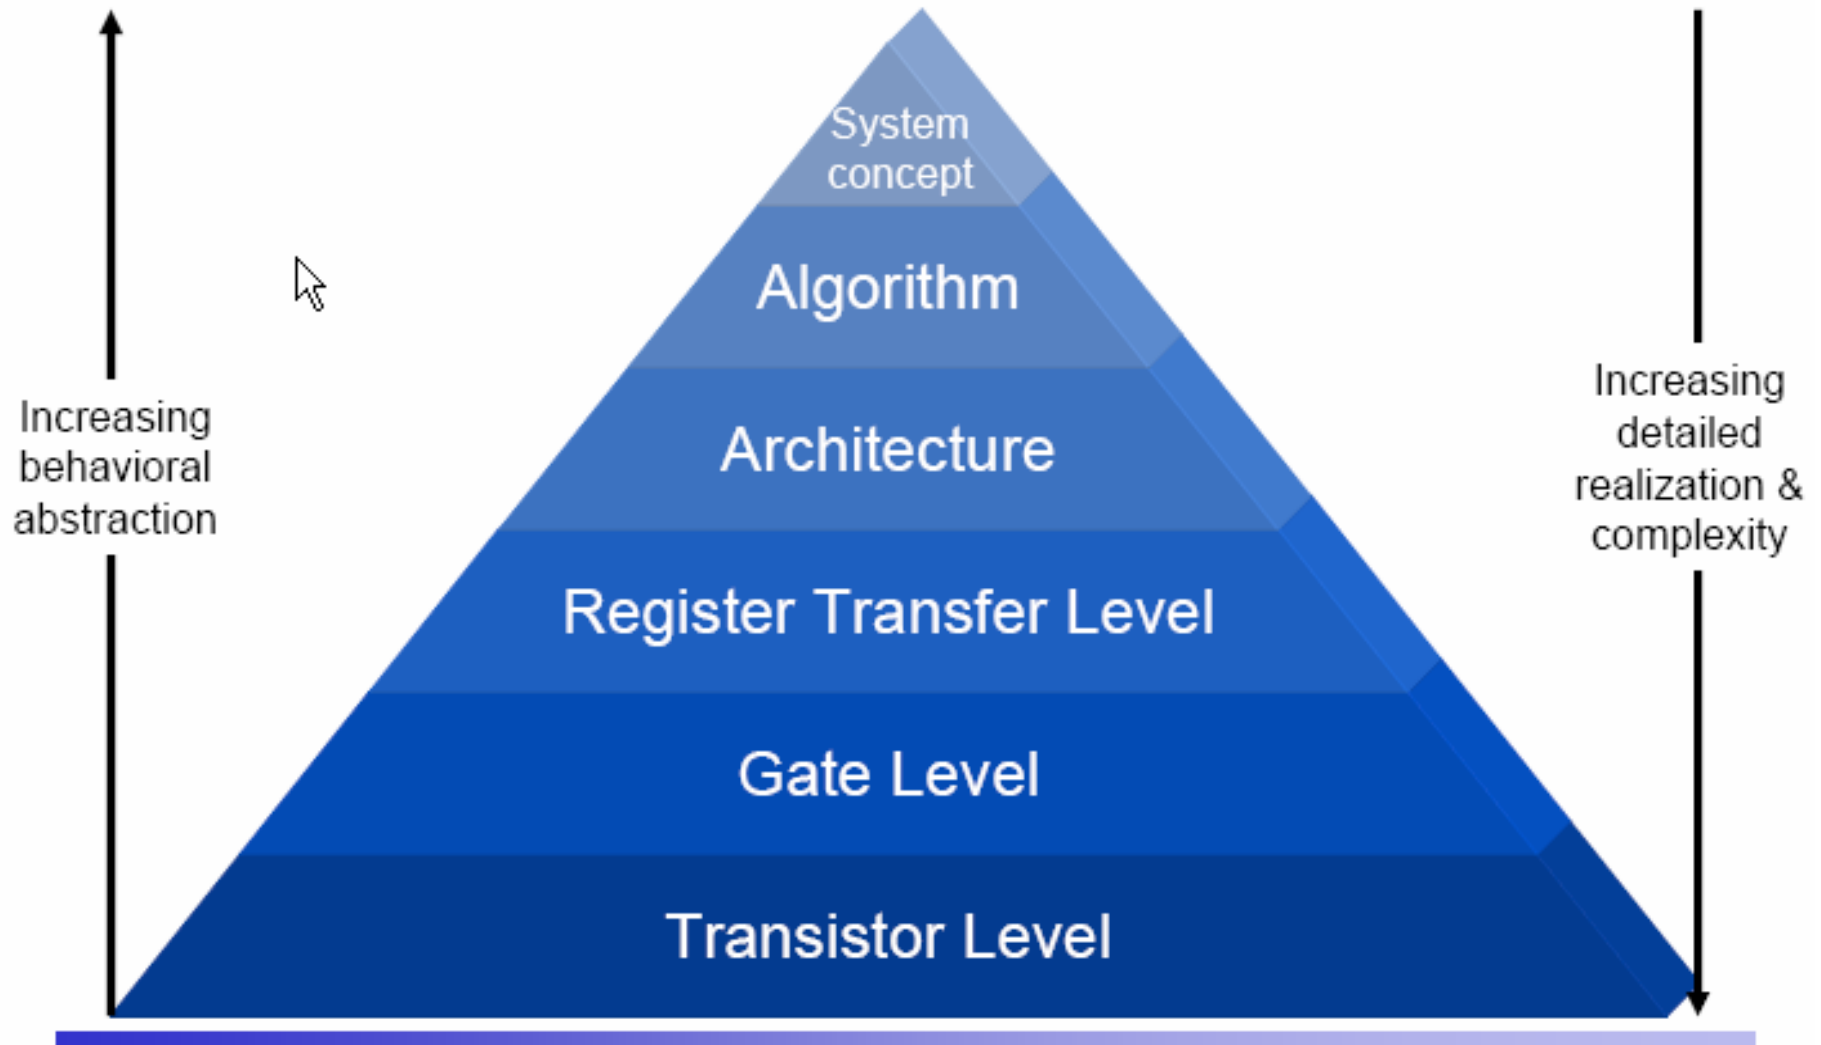 System
concept
Algorithm
Architecture
Register Transfer Level
Gate Level
Transistor Level
Increasing
behavioral
abstraction
Increasing
detailed
realization &
complexity